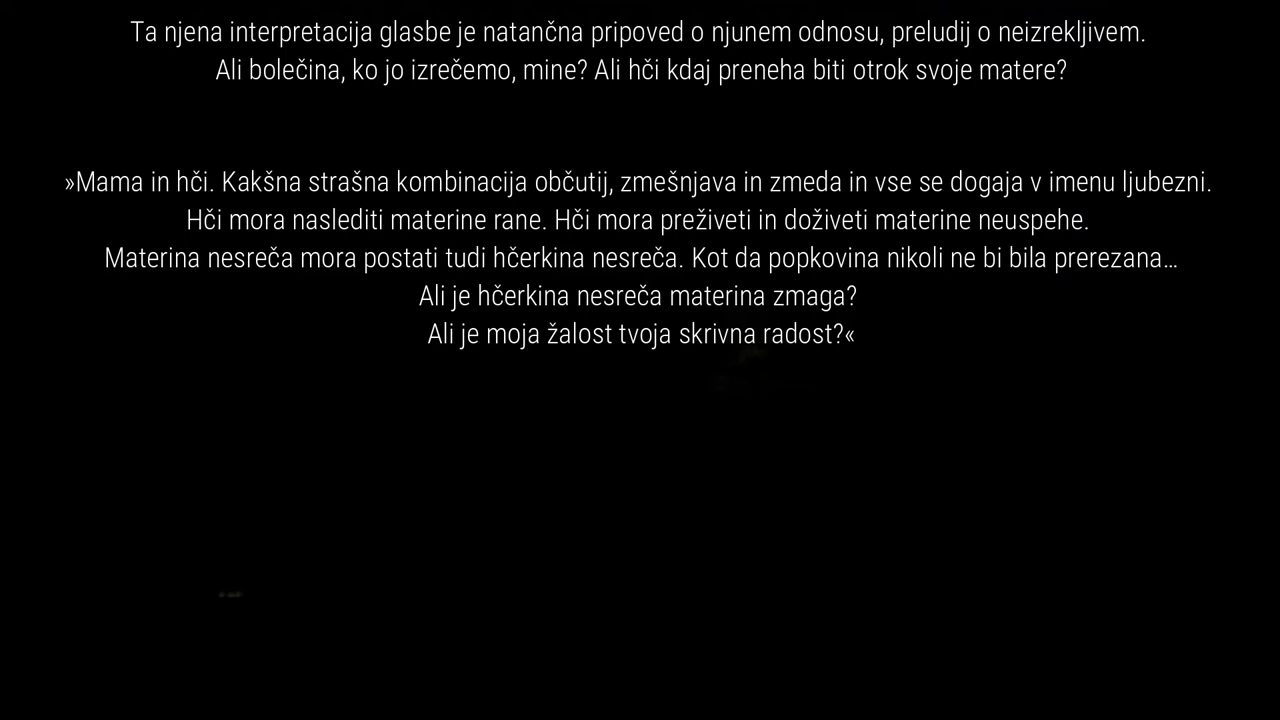 Ta njena interpretacija glasbe je natančna pripoved o njunem odnosu, preludij o neizrekljivem.
Ali bolečina, ko jo izrečemo, mine? Ali hči kdaj preneha biti otrok svoje matere?
»Mama in hči. Kakšna strašna kombinacija občutij, zmešnjava in zmeda in vse se dogaja v imenu ljubezni.
Hči mora naslediti materine rane. Hči mora preživeti in doživeti materine neuspehe.
Materina nesreča mora postati tudi hčerkina nesreča. Kot da popkovina nikoli ne bi bila prerezana…
Ali je hčerkina nesreča materina zmaga?
Ali je moja žalost tvoja skrivna radost?«